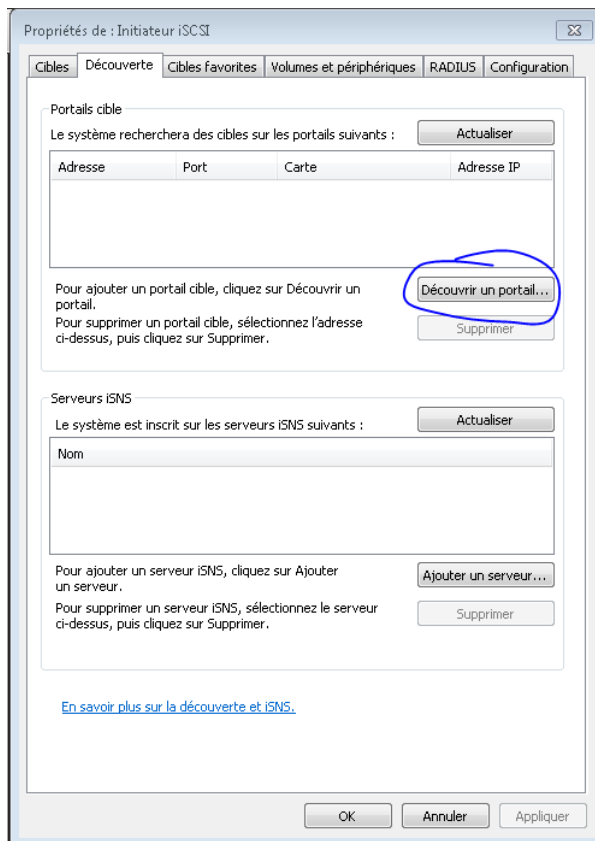 Propriétés de : Initiateur iSCSI
Cibles Découverte Cibles favorites Volumes et périphériques RADIUS Configuration
Portails cible
Le système recherchera des cibles sur les portails suivants :
Actualiser
Adresse Port Carte Adresse IP
Pour ajouter un portail cible, cliquez sur Découvrir un
portail.
Découvrir un portail...
Pour supprimer un portail cible, sélectionnez l'adresse
ci-dessus, puis cliquez sur Supprimer.
Supprimer
Serveurs iSNS
Le système est inscrit sur les serveurs iSNS suivants :
Actualiser
Nom
Pour ajouter un serveur iSNS, cliquez sur Ajouter
un serveur.
Ajouter un serveur...
Pour supprimer un serveur iSNS, sélectionnez le serveur
ci-dessus, puis cliquez sur Supprimer.
Supprimer
En savoir plus sur la découverte et iSNS.
OK Annuler Appliquer